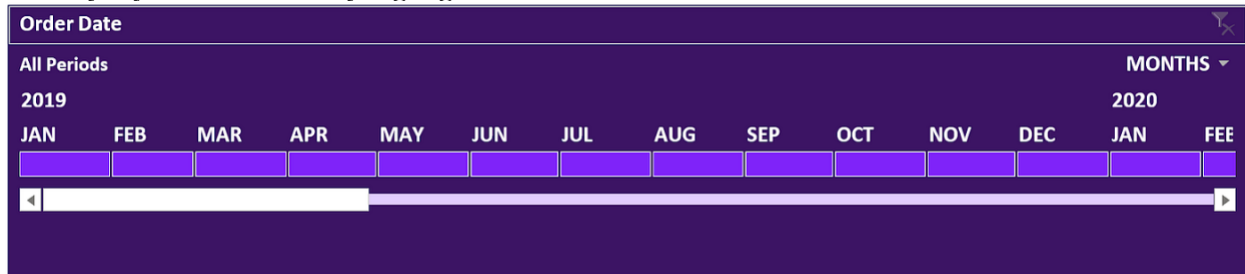 Order Date
All Periods MONTHS
2019 2020
JAN FEB MAR APR MAY JUN JUL AUG SEP OCT NOV DEC JAN